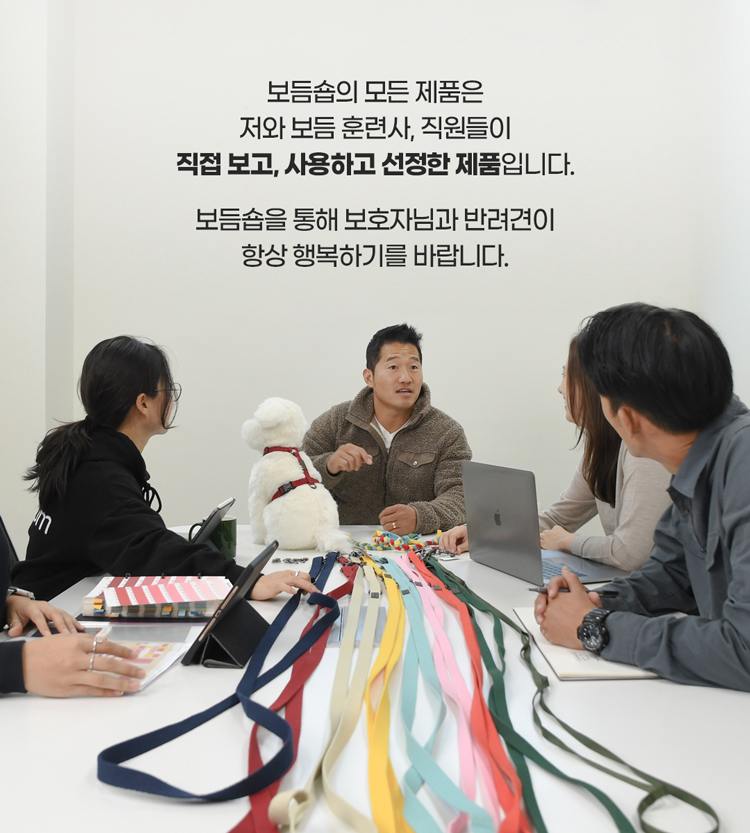 보듬숍의 모든 제품은
저와 보듬 훈련사, 직원들이
직접 보고, 사용하고 선정한 제품입니다.
보듬숍을 통해 보호자님과 반려견이
항상 행복하기를 바랍니다.